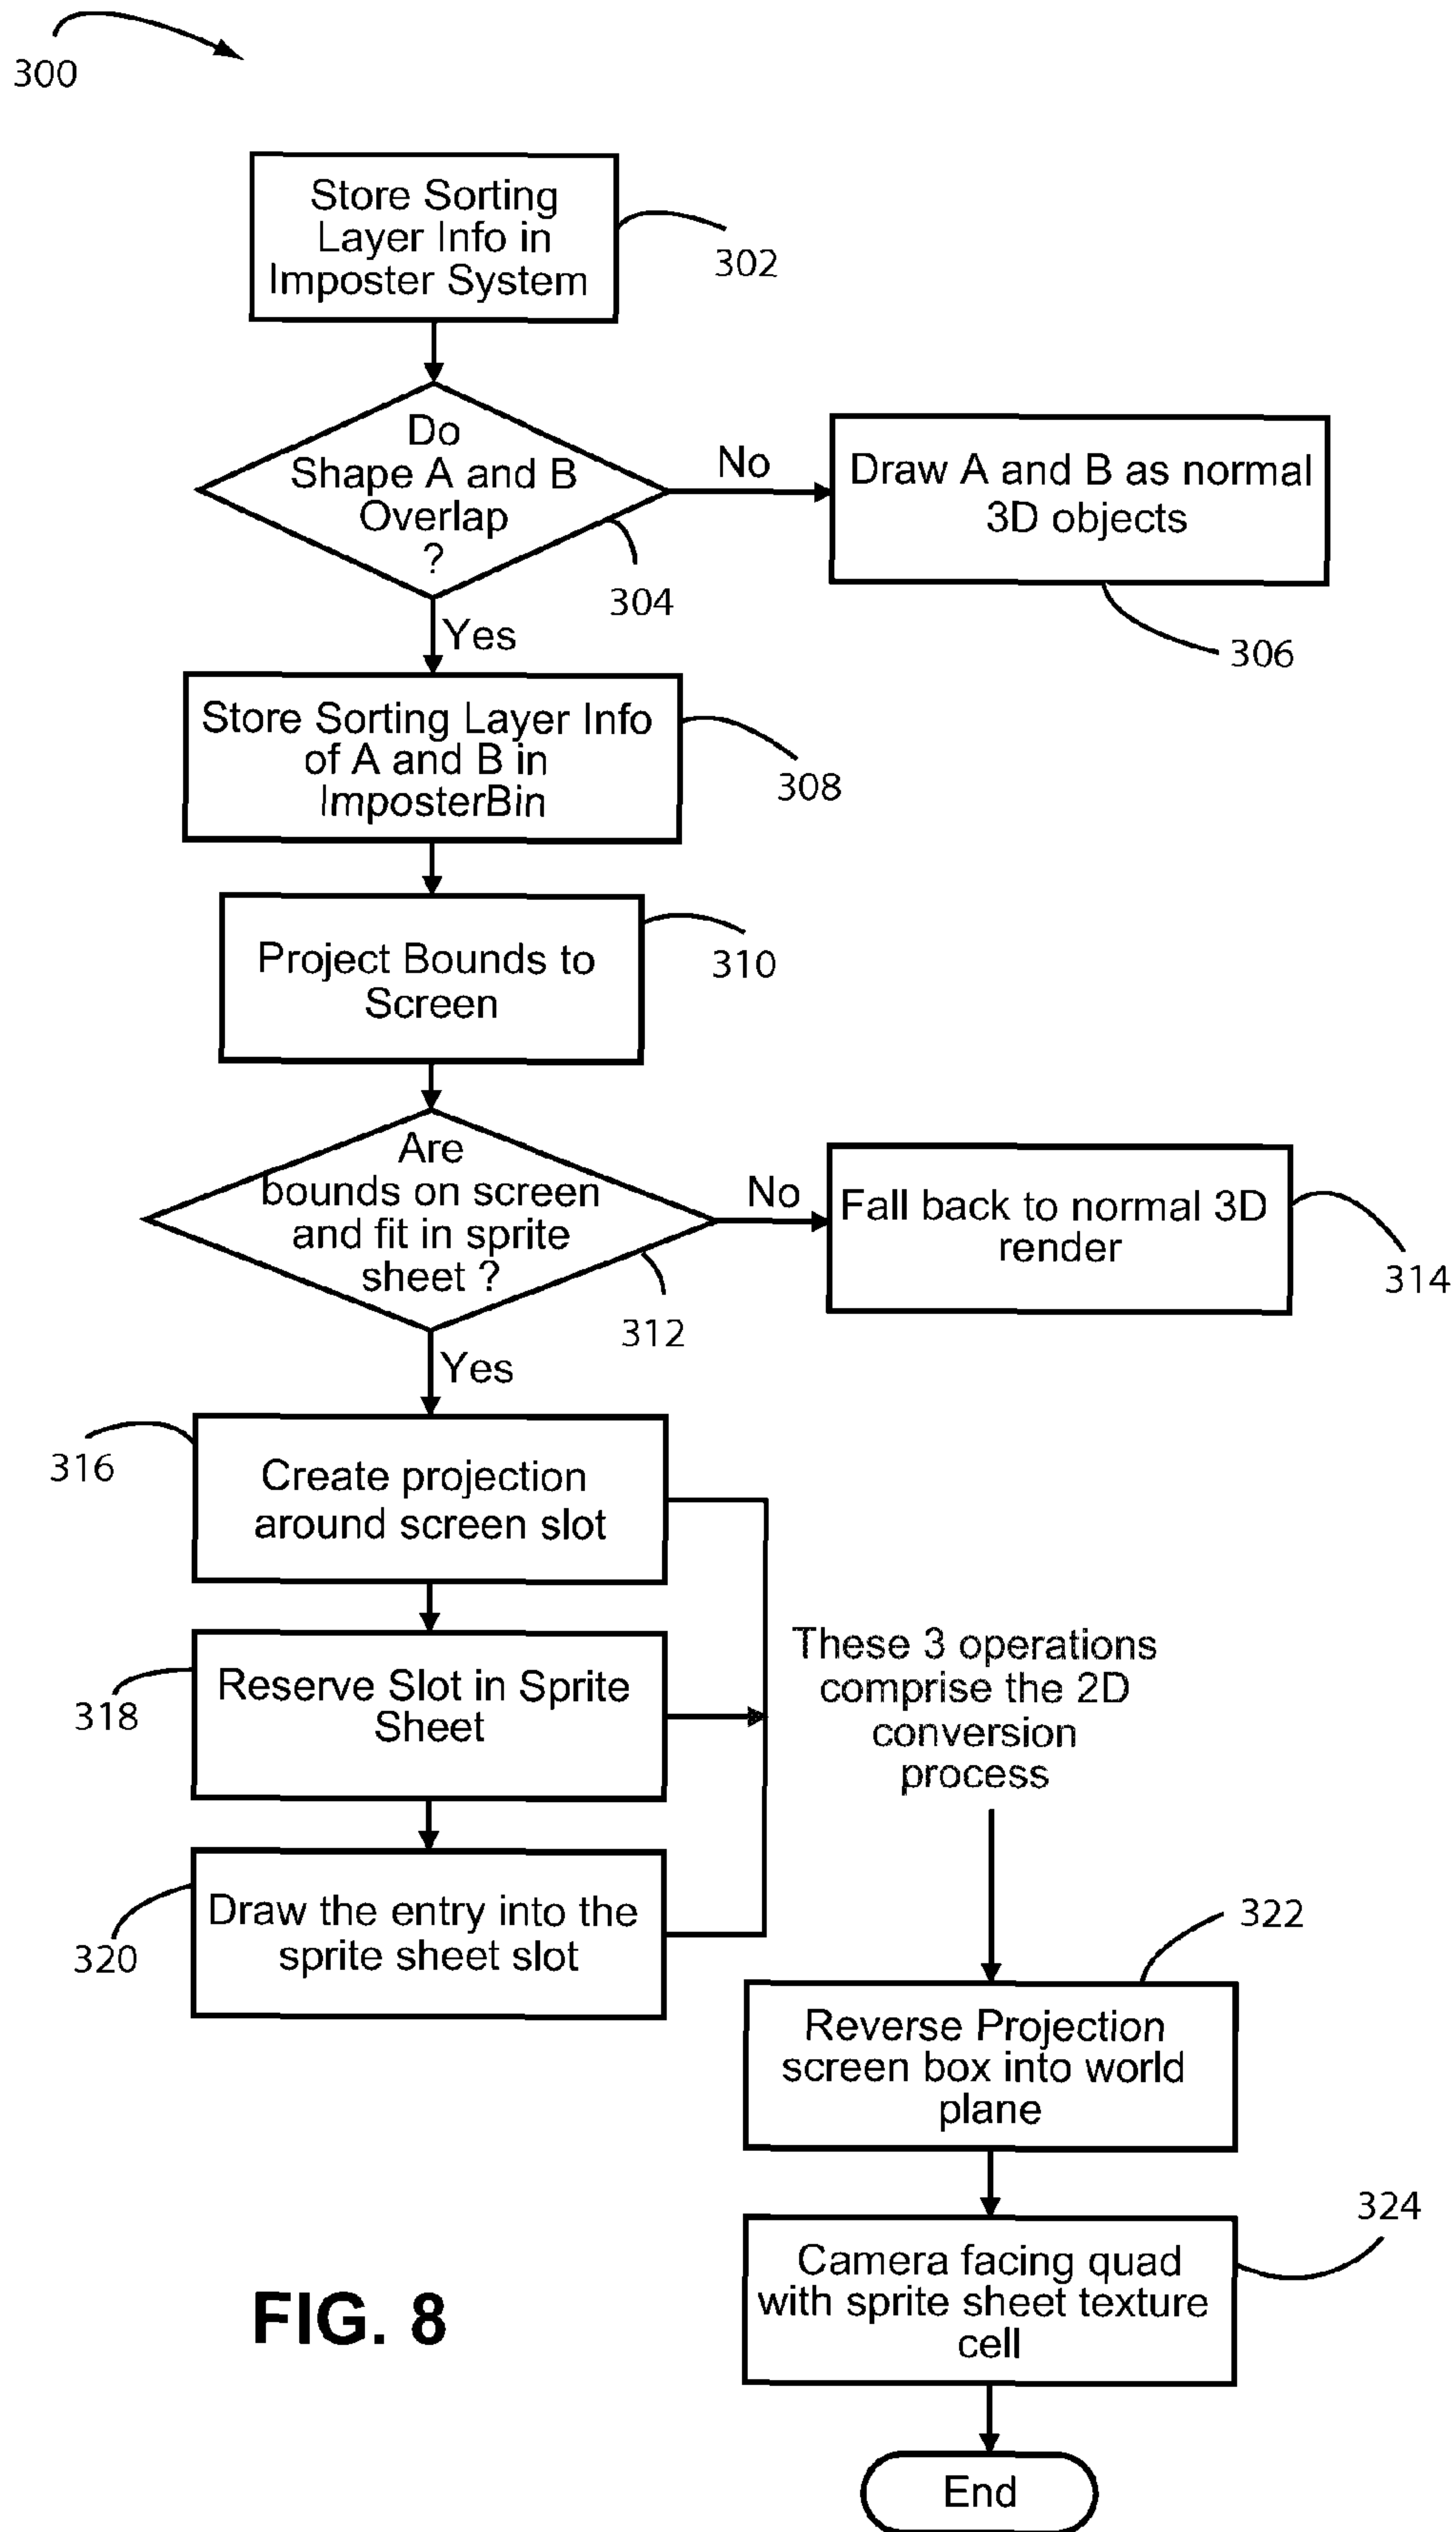 300
Store Sorting
Layer Info in
Imposter System
302
Do
Shape A and B
Overlap
?
304
No
Draw A and B as normal
3D objects
306
Yes
Store Sorting Layer Info
of A and B in
ImposterBin
308
Project Bounds to
Screen
310
Are
bounds on screen
and fit in sprite
sheet ?
312
No
Fall back to normal 3D
render
314
Yes
316
Create projection
around screen slot
318
Reserve Slot in Sprite
Sheet
These 3 operations
comprise the 2D
conversion
process
320
Draw the entry into the
sprite sheet slot
322
Reverse Projection
screen box into world
plane
324
Camera facing quad
with sprite sheet texture
cell
End
FIG. 8